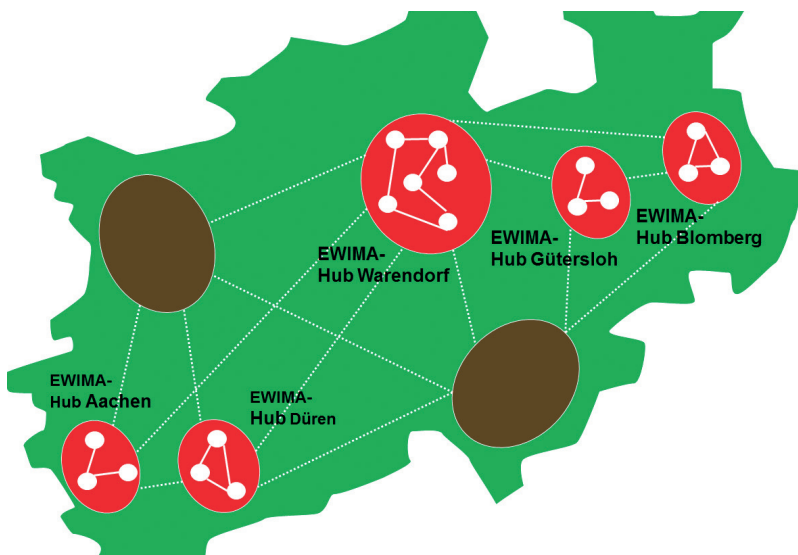 EWIMA-
Hub Warendorf
EWIMA-
Hub Gütersloh
EWIMA-
Hub Blomberg
EWIMA-
Hub Aachen
EWIMA-
Hub Düren